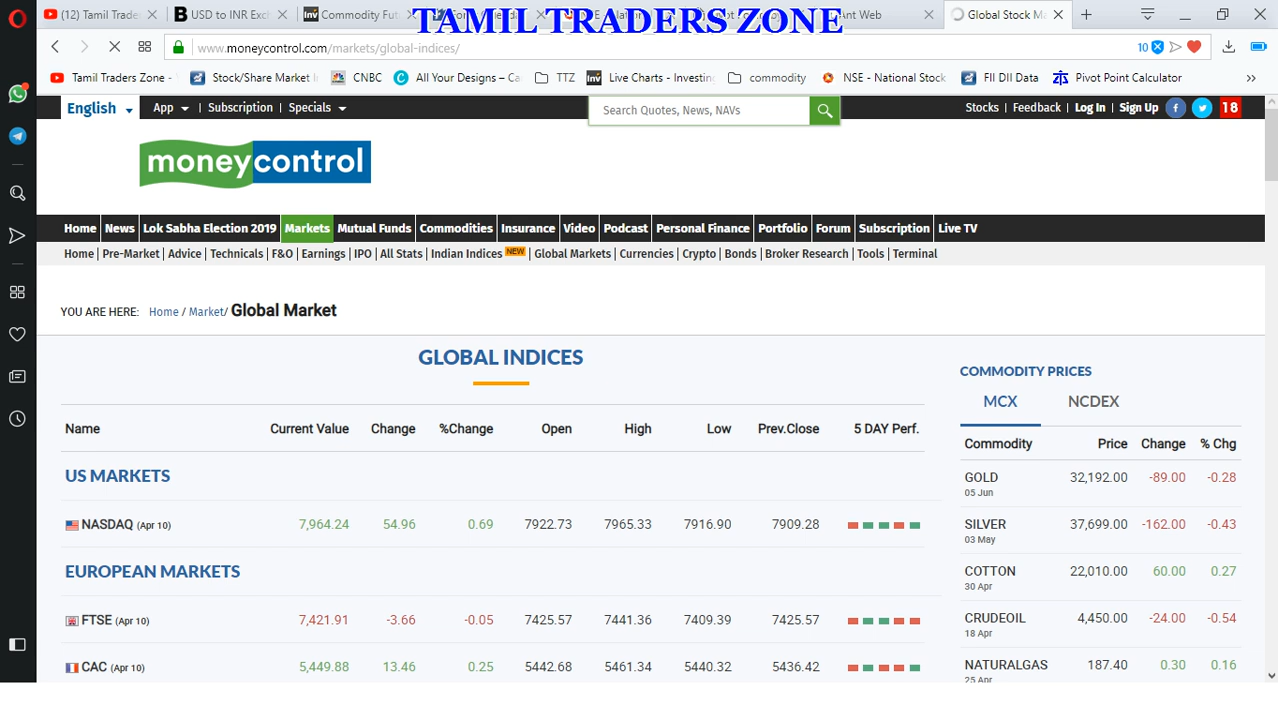 (12) Tamil Trade
USD to INR Exc
Commodity Fut
Ant Web
Global Stock Ma
TAMIL TRADERS ZONE
www.moneycontrol.com/markets/global-indices/
10
Tamil Traders Zone -
Stock/Share Market I
CNBC
All Your Designs – Ca
TTZ
Live Charts - Investin
commodity
NSE - National Stock
FII DII Data
Pivot Point Calculator
English
App | Subscription | Specials
Search Quotes, News, NAVs
Stocks | Feedback | Log In | Sign Up
18
moneycontrol
Home News Lok Sabha Election 2019 Markets Mutual Funds Commodities Insurance Video Podcast Personal Finance Portfolio Forum Subscription Live TV
Home | Pre-Market | Advice | Technicals | F&O | Earnings | IPO | All Stats | Indian Indices NEW | Global Markets | Currencies | Crypto | Bonds | Broker Research | Tools | Terminal
YOU ARE HERE: Home / Market/ Global Market
GLOBAL INDICES
Name Current Value Change %Change Open High Low Prev.Close 5 DAY Perf.
US MARKETS
NASDAQ (Apr 10) 7,964.24 54.96 0.69 7922.73 7965.33 7916.90 7909.28
EUROPEAN MARKETS
FTSE (Apr 10) 7,421.91 -3.66 -0.05 7425.57 7441.36 7409.39 7425.57
CAC (Apr 10) 5,449.88 13.46 0.25 5442.68 5461.34 5440.32 5436.42
COMMODITY PRICES
MCX NCDEX
Commodity Price Change % Chg
GOLD 32,192.00 -89.00 -0.28
05 Jun
SILVER 37,699.00 -162.00 -0.43
03 May
COTTON 22,010.00 60.00 0.27
30 Apr
CRUDEOIL 4,450.00 -24.00 -0.54
18 Apr
NATURALGAS 187.40 0.30 0.16
25 Apr